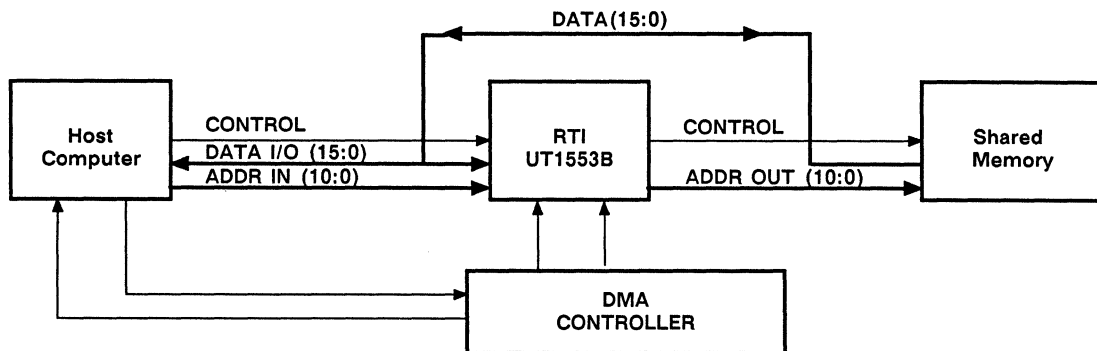 DATA(15:0)
Host
Computer
CONTROL
DATA I/O (15:0)
ADDR IN (10:0)
RTI
UT1553B
CONTROL
ADDR OUT (10:0)
Shared
Memory
DMA
CONTROLLER